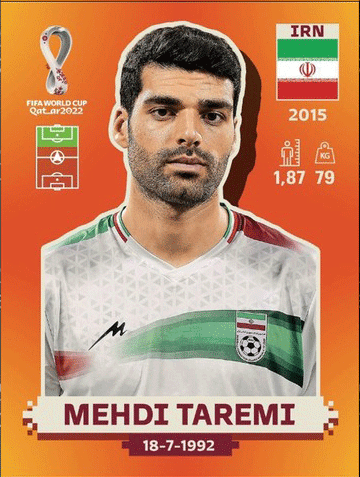 IRN
FIFA WORLD CUP
Qatar2022
2015
KG
1,87 79
MEHDI TAREMI
18-7-1992